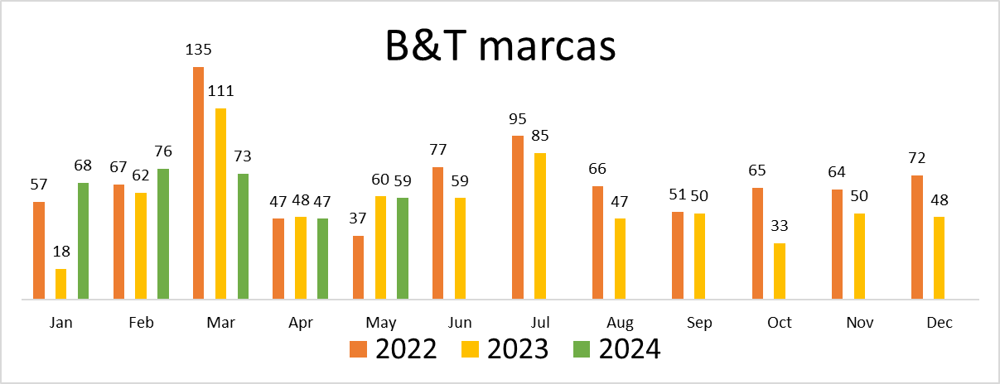 B&T marcas
57 18 68 67 62 76 135 111 73 47 48 47 37 60 59 77 59 95 85 66 47 51 50 65 33 64 50 72 48
Jan Feb Mar Apr May Jun Jul Aug Sep Oct Nov Dec
2022 2023 2024